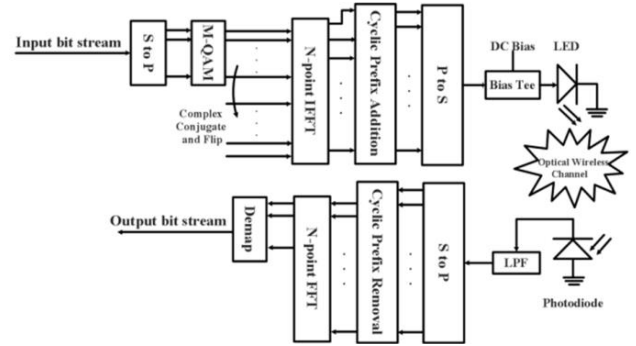 Input bit stream
S to P
M-QAM
Complex
Conjugate
and Flip
N-point IFFT
Cyclic Prefix Addition
P to S
DC Bias
LED
Bias Tee
Optical Wireless
Channel
Output bit stream
Demap
N-point FFT
Cyclic Prefix Removal
S to P
LPF
Photodiode